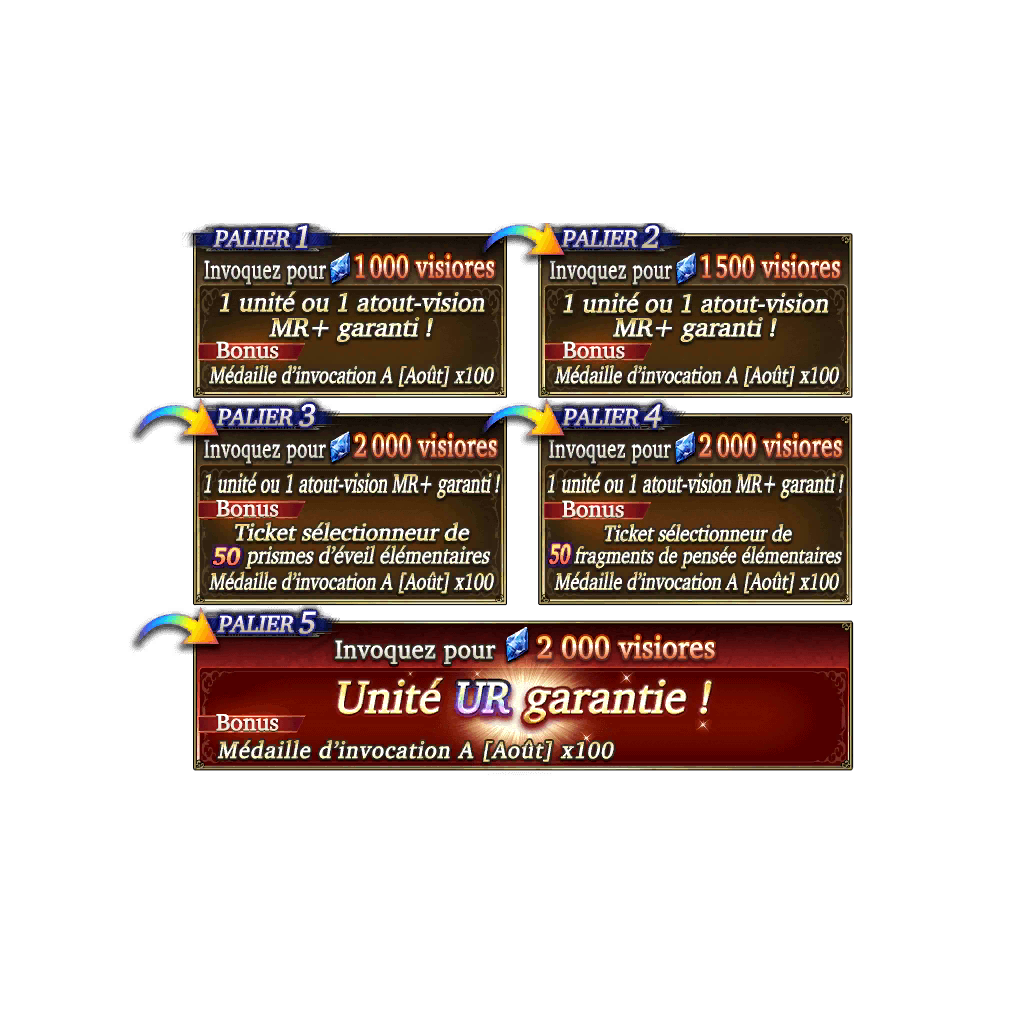 PALIER 1
Invoquez pour 1 000 visiores
1 unité ou 1 atout-vision
MR+ garanti !
Bonus
Médaille d'invocation A [Août] x100
PALIER 2
Invoquez pour 1 500 visiores
1 unité ou 1 atout-vision
MR+ garanti !
Bonus
Médaille d'invocation A [Août] x100
PALIER 3
Invoquez pour 2 000 visiores
1 unité ou 1 atout-vision MR+ garanti !
Bonus
Ticket sélectionneur de
50 prismes d'éveil élémentaires
Médaille d'invocation A [Août] x100
PALIER 4
Invoquez pour 2 000 visiores
1 unité ou 1 atout-vision MR+ garanti !
Bonus
Ticket sélectionneur de
50 fragments de pensée élémentaires
Médaille d'invocation A [Août] x100
PALIER 5
Invoquez pour 2 000 visiores
Unité UR garantie !
Bonus
Médaille d'invocation A [Août] x100